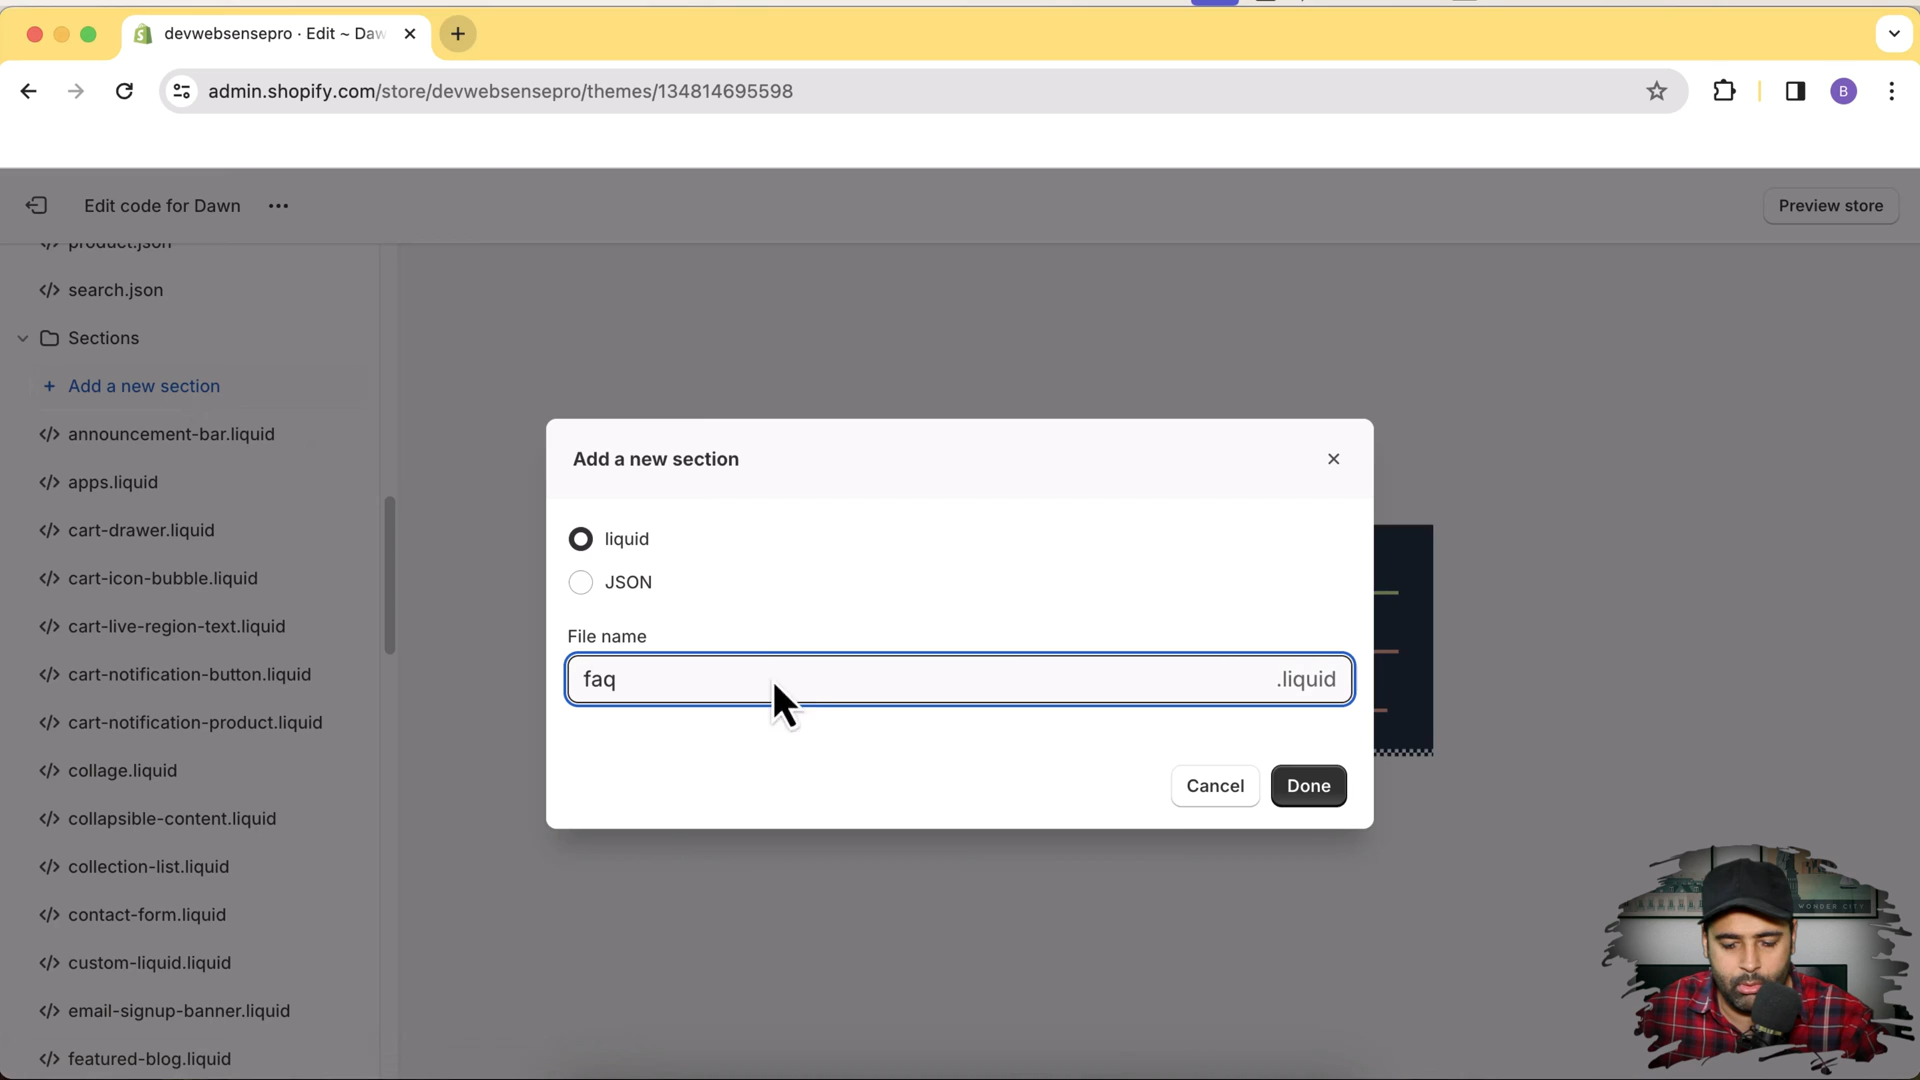 devwebsensepro · Edit ~ Daw
admin.shopify.com/store/devwebsensepro/themes/134814695598
B
Edit code for Dawn
Preview store
product.json
search.json
Sections
+ Add a new section
announcement-bar.liquid
apps.liquid
cart-drawer.liquid
cart-icon-bubble.liquid
cart-live-region-text.liquid
cart-notification-button.liquid
cart-notification-product.liquid
collage.liquid
collapsible-content.liquid
collection-list.liquid
contact-form.liquid
custom-liquid.liquid
email-signup-banner.liquid
featured-blog.liquid
Add a new section
liquid
JSON
File name
faq
.liquid
Cancel
Done
WONDER CITY